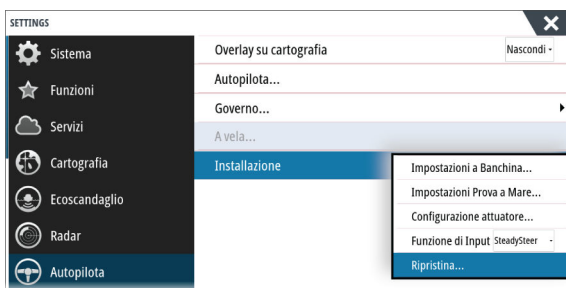 SETTINGS
Sistema
Funzioni
Servizi
Cartografia
Ecoscandaglio
Radar
Autopilota
Overlay su cartografia Nascondi
Autopilota...
Governo...
A vela...
Installazione
Impostazioni a Banchina...
Impostazioni Prova a Mare...
Configurazione attuatore...
Funzione di Input SteadySteer
Ripristina...